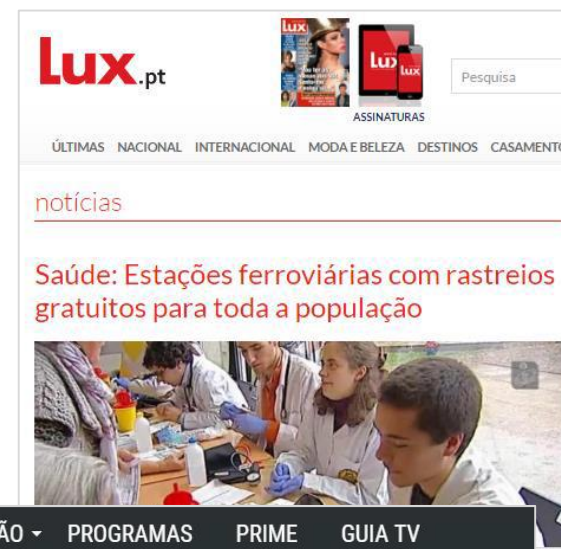 Lux.pt
Lux
Lux
Lux
Pesquisa
ASSINATURAS
ÚLTIMAS NACIONAL INTERNACIONAL MODA E BELEZA DESTINOS CASAMENTO
notícias
Saúde: Estações ferroviárias com rastreios
gratuitos para toda a população
ÃO PROGRAMAS PRIME GUIA TV